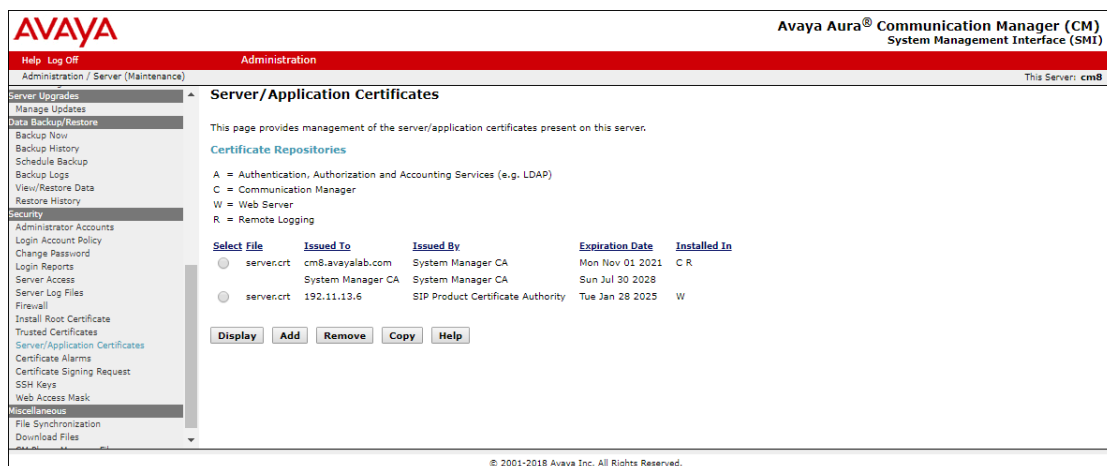 AVAYA
Avaya Aura® Communication Manager (CM)
System Management Interface (SMI)
Help Log Off
Administration
Administration / Server (Maintenance)
This Server: cm8
Server Upgrades
Manage Updates
Data Backup/Restore
Backup Now
Backup History
Schedule Backup
Backup Logs
View/Restore Data
Restore History
Security
Administrator Accounts
Login Account Policy
Change Password
Login Reports
Server Access
Server Log Files
Firewall
Install Root Certificate
Trusted Certificates
Server/Application Certificates
Certificate Alarms
Certificate Signing Request
SSH Keys
Web Access Mask
Miscellaneous
File Synchronization
Download Files
Server/Application Certificates
This page provides management of the server/application certificates present on this server.
Certificate Repositories
A = Authentication, Authorization and Accounting Services (e.g. LDAP)
C = Communication Manager
W = Web Server
R = Remote Logging
Select File Issued To Issued By Expiration Date Installed In
server.crt cm8.avayalab.com System Manager CA Mon Nov 01 2021 C R
System Manager CA System Manager CA Sun Jul 30 2028
server.crt 192.11.13.6 SIP Product Certificate Authority Tue Jan 28 2025 W
Display Add Remove Copy Help
© 2001-2018 Avaya Inc. All Rights Reserved.